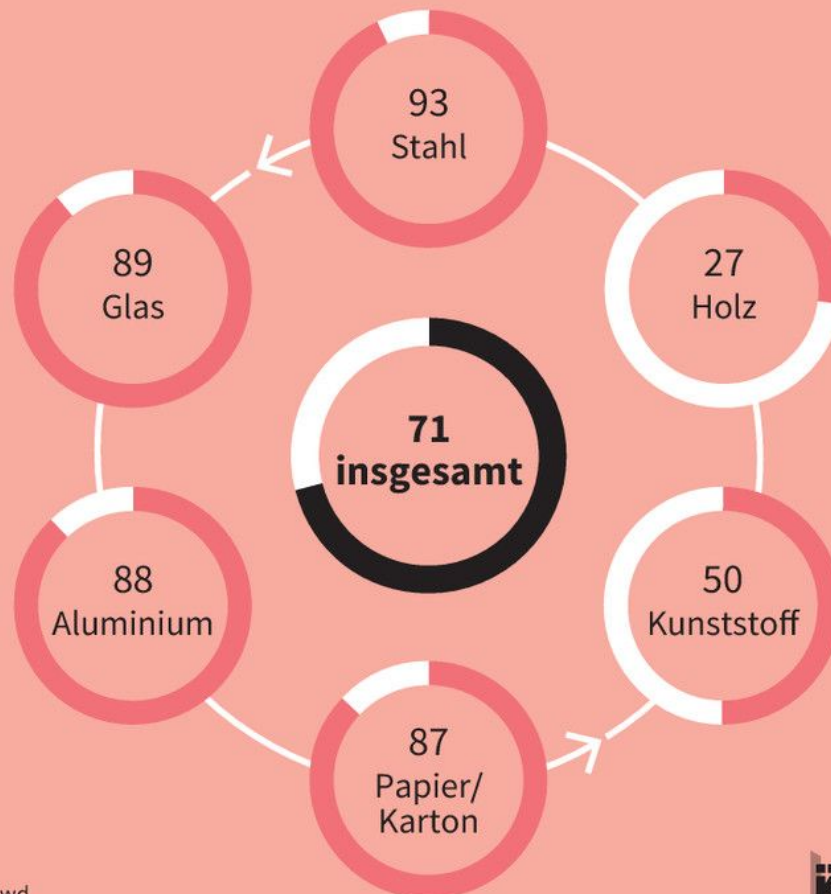 93
Stahl
89
Glas
27
Holz
71
insgesamt
88
Aluminium
50
Kunststoff
87
Papier/
Karton